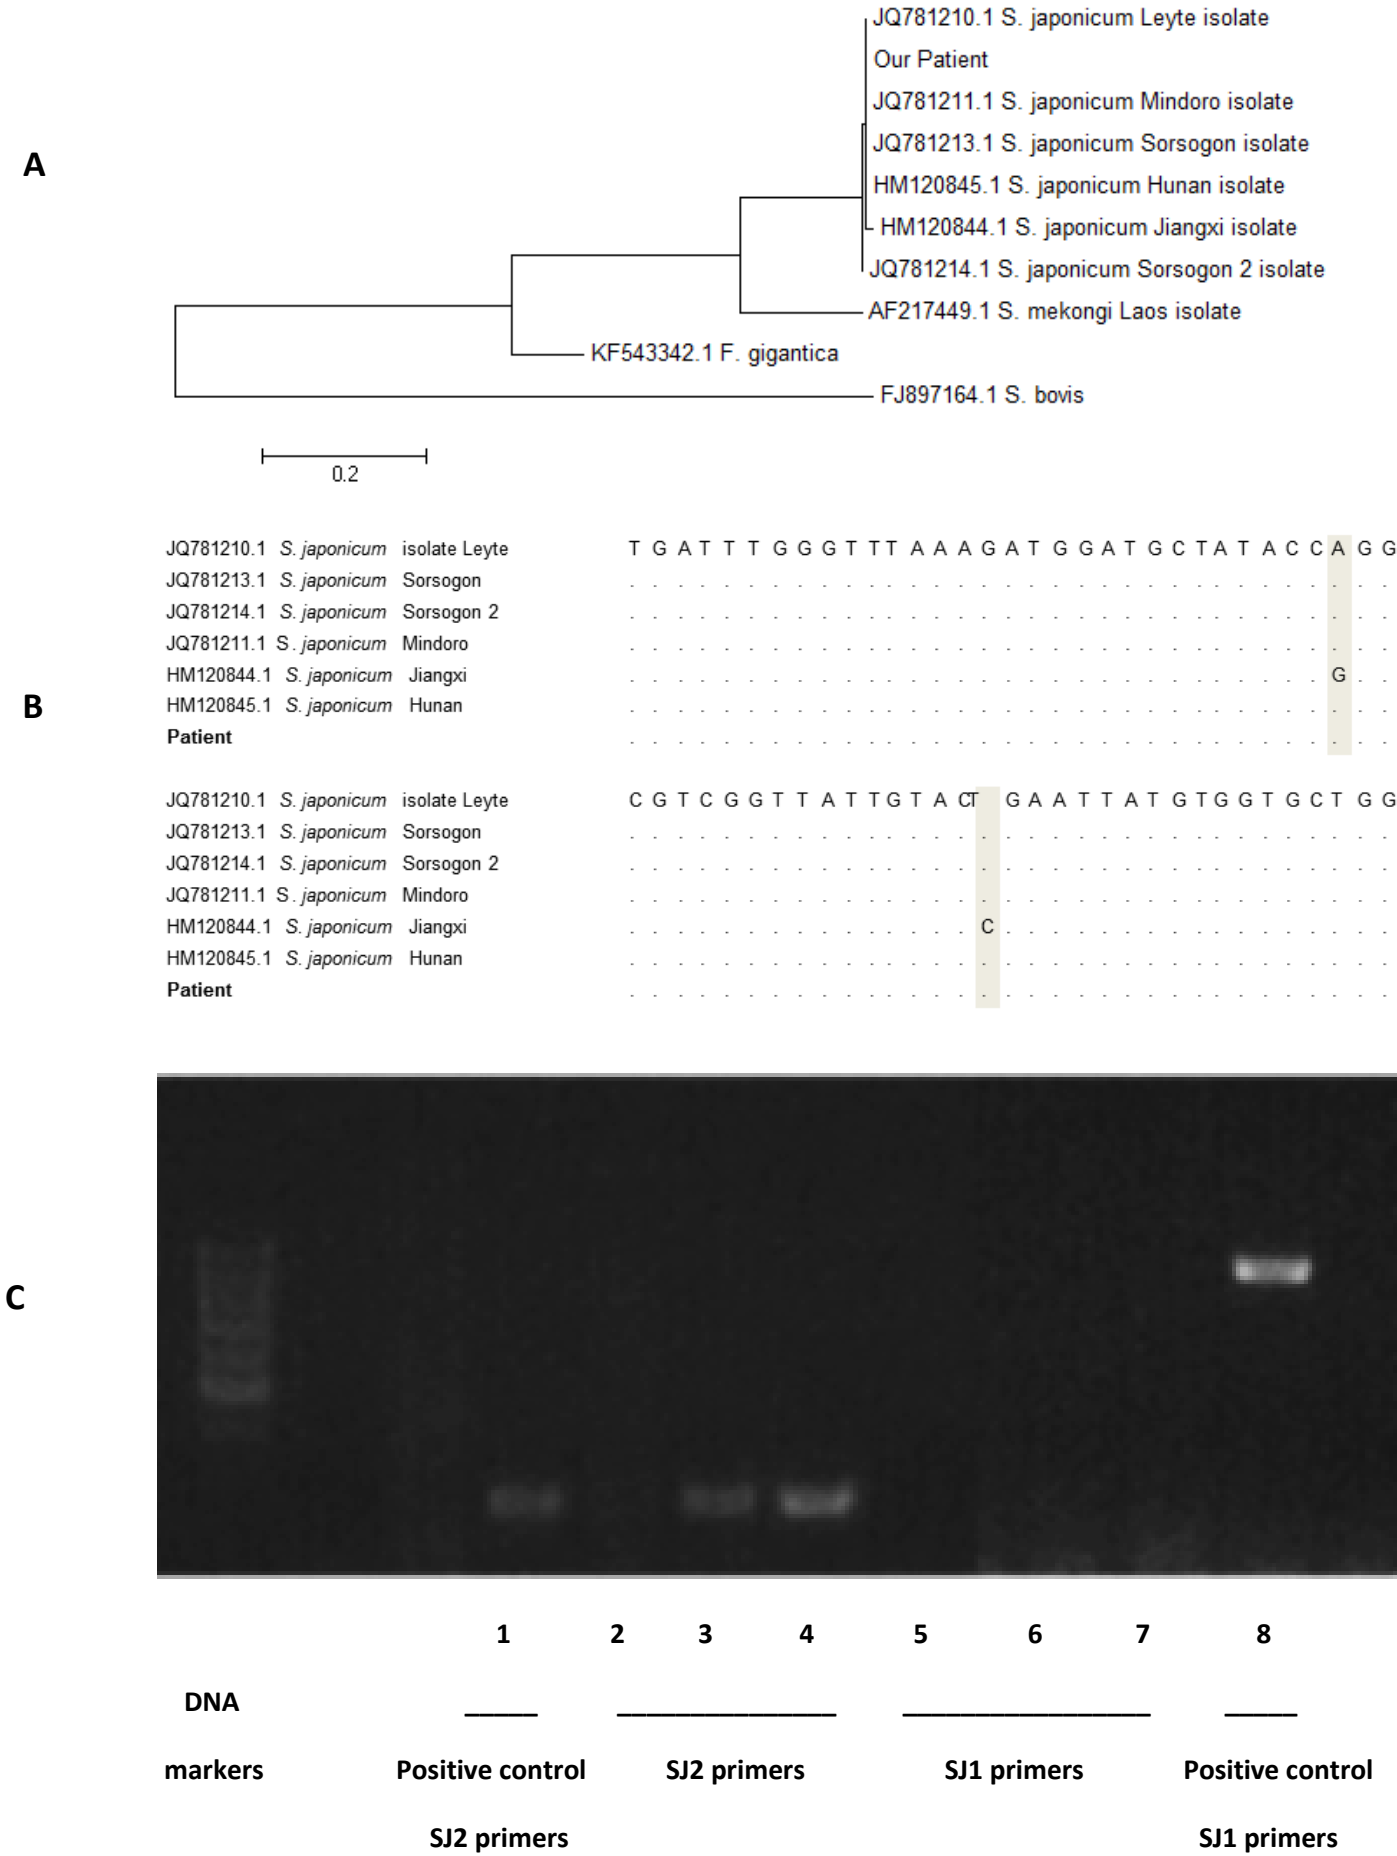 JQ781210.1 S. japonicum Leyte isolate
Our Patient
JQ781211.1 S. japonicum Mindoro isolate
A
JQ781213.1 S. japonicum Sorsogon isolate
HM120845.1 S. japonicum Hunan isolate
HM120844.1 S. japonicum Jiangxi isolate
JQ781214.1 S. japonicum Sorsogon 2 isolate
AF217449.1 S. mekongi Laos isolate
KF543342.1 F. gigantica
FJ897164.1 S. bovis
0.2
B
JQ781210.1 S. japonicum isolate Leyte T G A T T T G G G T T T A A A G A T G G A T G C T A T A C C A G G
JQ781213.1 S. japonicum Sorsogon . . . . . . . . . . . . . . . . . . . . . . . . . . . . . . . .
JQ781214.1 S. japonicum Sorsogon 2 . . . . . . . . . . . . . . . . . . . . . . . . . . . . . . . .
JQ781211.1 S. japonicum Mindoro . . . . . . . . . . . . . . . . . . . . . . . . . . . . . . . .
HM120844.1 S. japonicum Jiangxi . . . . . . . . . . . . . . . . . . . . . . . . . . . . . G . .
HM120845.1 S. japonicum Hunan . . . . . . . . . . . . . . . . . . . . . . . . . . . . . . . .
Patient . . . . . . . . . . . . . . . . . . . . . . . . . . . . . . . .
JQ781210.1 S. japonicum isolate Leyte C G T C G G T T A T T G T A C T G A A T T A T G T G G T G C T G G
JQ781213.1 S. japonicum Sorsogon . . . . . . . . . . . . . . . . . . . . . . . . . . . . . . . .
JQ781214.1 S. japonicum Sorsogon 2 . . . . . . . . . . . . . . . . . . . . . . . . . . . . . . . .
JQ781211.1 S. japonicum Mindoro . . . . . . . . . . . . . . . . . . . . . . . . . . . . . . . .
HM120844.1 S. japonicum Jiangxi . . . . . . . . . . . . . . . C . . . . . . . . . . . . . . . .
HM120845.1 S. japonicum Hunan . . . . . . . . . . . . . . . . . . . . . . . . . . . . . . . .
Patient . . . . . . . . . . . . . . . . . . . . . . . . . . . . . . . .
C
1 2 3 4 5 6 7 8
DNA
markers Positive control SJ2 primers SJ1 primers Positive control
SJ2 primers SJ1 primers